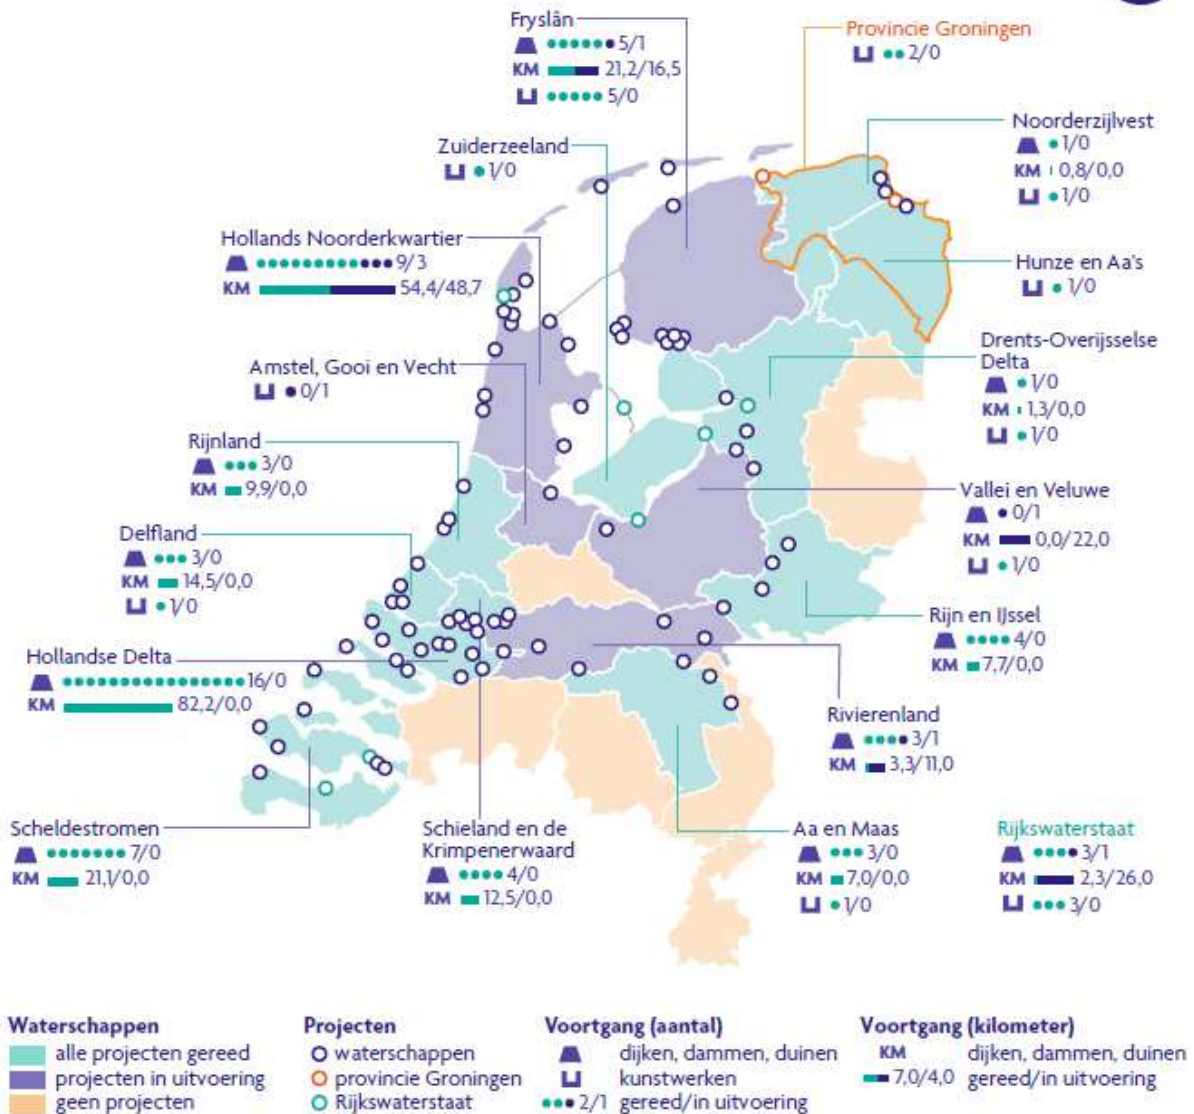 Fryslân
5/1
KM 21,2/16,5
5/0
Provincie Groningen
2/0
Noorderzijlvest
1/0
KM 0,8/0,0
1/0
Zuiderzeeland
1/0
Hollands Noorderkwartier
9/3
KM 54,4/48,7
Hunze en Aa's
1/0
Drents-Overijsselse
Delta
1/0
KM 1,3/0,0
1/0
Amstel, Gooi en Vecht
0/1
Rijnland
3/0
KM 9,9/0,0
Vallei en Veluwe
0/1
KM 0,0/22,0
1/0
Delfland
3/0
KM 14,5/0,0
1/0
Rijn en IJssel
4/0
KM 7,7/0,0
Hollandse Delta
16/0
KM 82,2/0,0
Rivierenland
3/1
KM 3,3/11,0
Scheldestromen
7/0
KM 21,1/0,0
Schieland en de
Krimpenerwaard
4/0
KM 12,5/0,0
Aa en Maas
3/0
KM 7,0/0,0
1/0
Rijkswaterstaat
3/1
KM 2,3/26,0
3/0
Waterschappen
alle projecten gereed
projecten in uitvoering
geen projecten
Projecten
waterschappen
provincie Groningen
Rijkswaterstaat
Voortgang (aantal)
dijken, dammen, duinen
kunstwerken
2/1 gereed/in uitvoering
Voortgang (kilometer)
KM dijken, dammen, duinen
7,0/4,0 gereed/in uitvoering